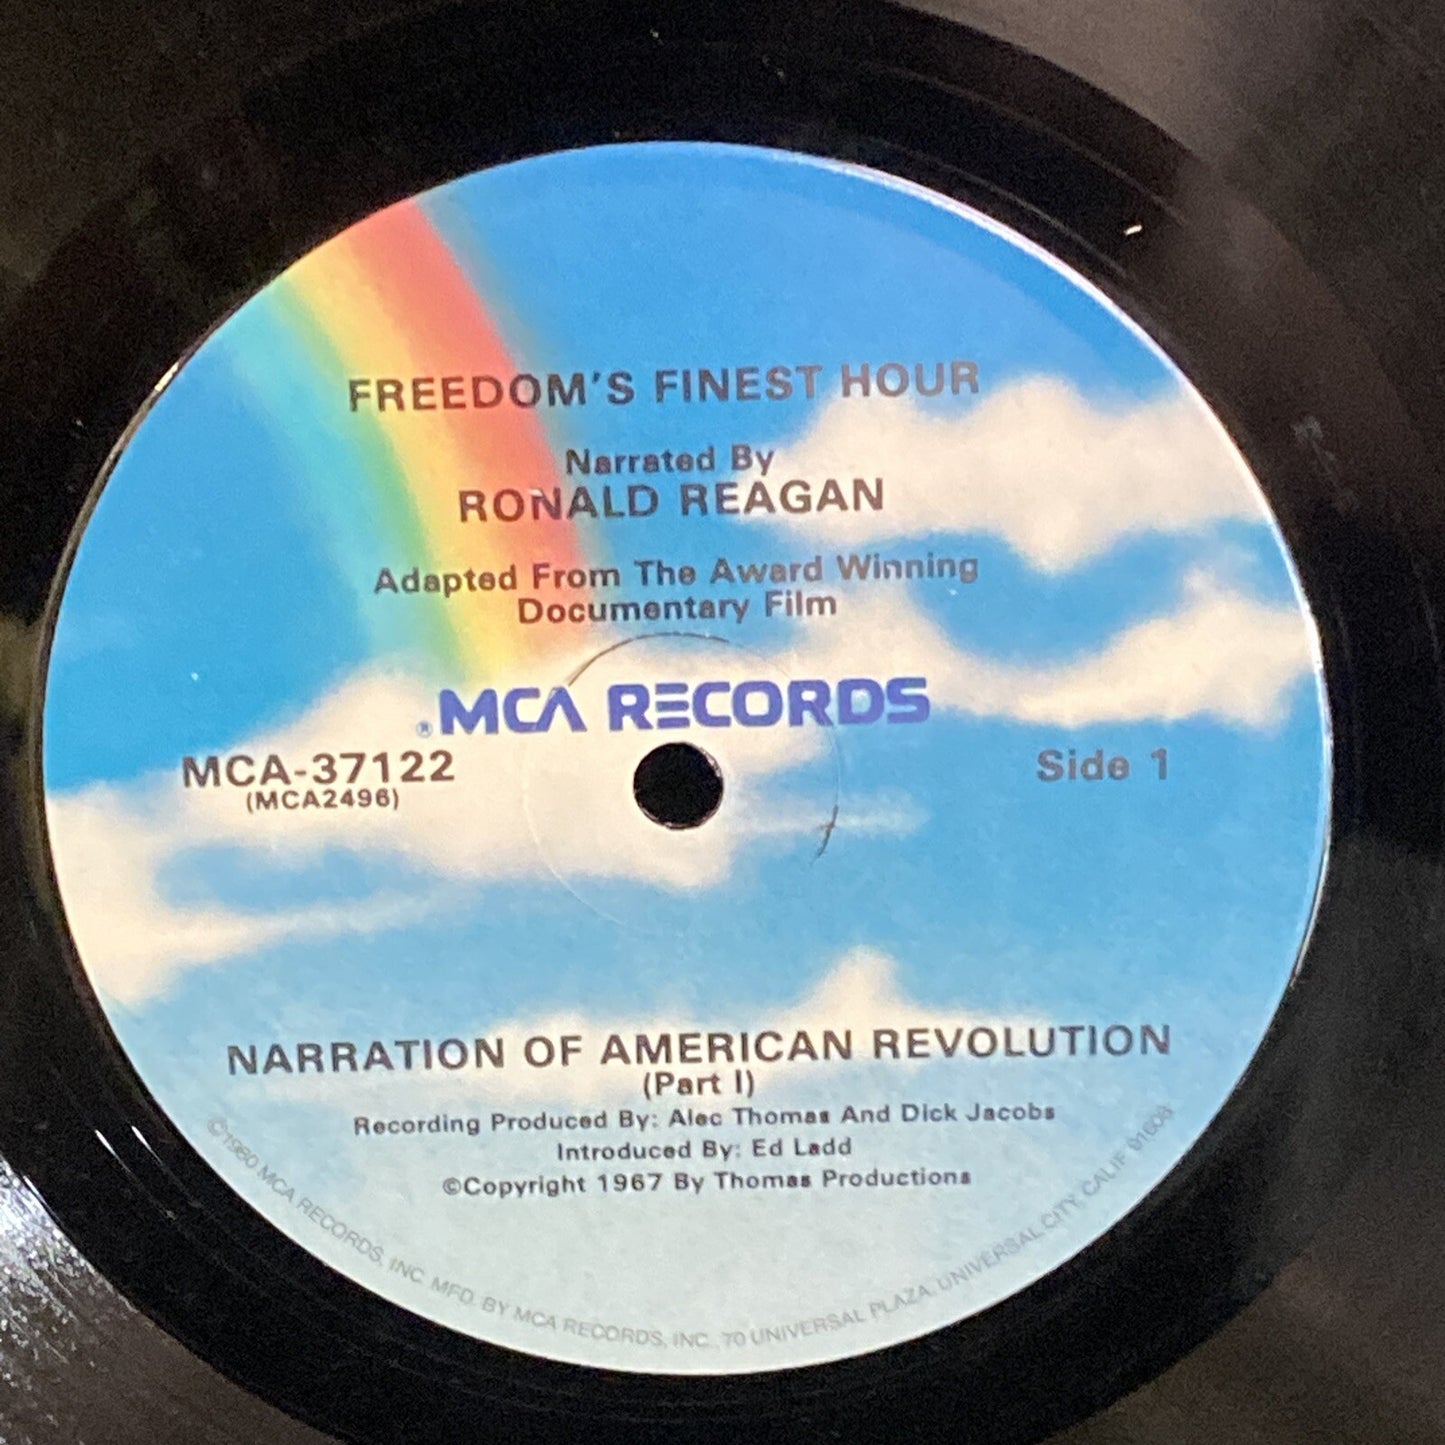 FREEDOM'S FINEST HOUR
Narrated By
RONALD REAGAN
Adapted From The Award Winning
Documentary Film
®MCA RECORDS
MCA-37122
(MCA2496)
Side 1
NARRATION OF AMERICAN REVOLUTION
(Part I)
Recording Produced By: Alec Thomas And Dick Jacobs
Introduced By: Ed Ladd
©Copyright 1967 By Thomas Productions
©1980 MCA RECORDS, INC. MFD. BY MCA RECORDS, INC., 70 UNIVERSAL PLAZA, UNIVERSAL CITY, CALIF 91608